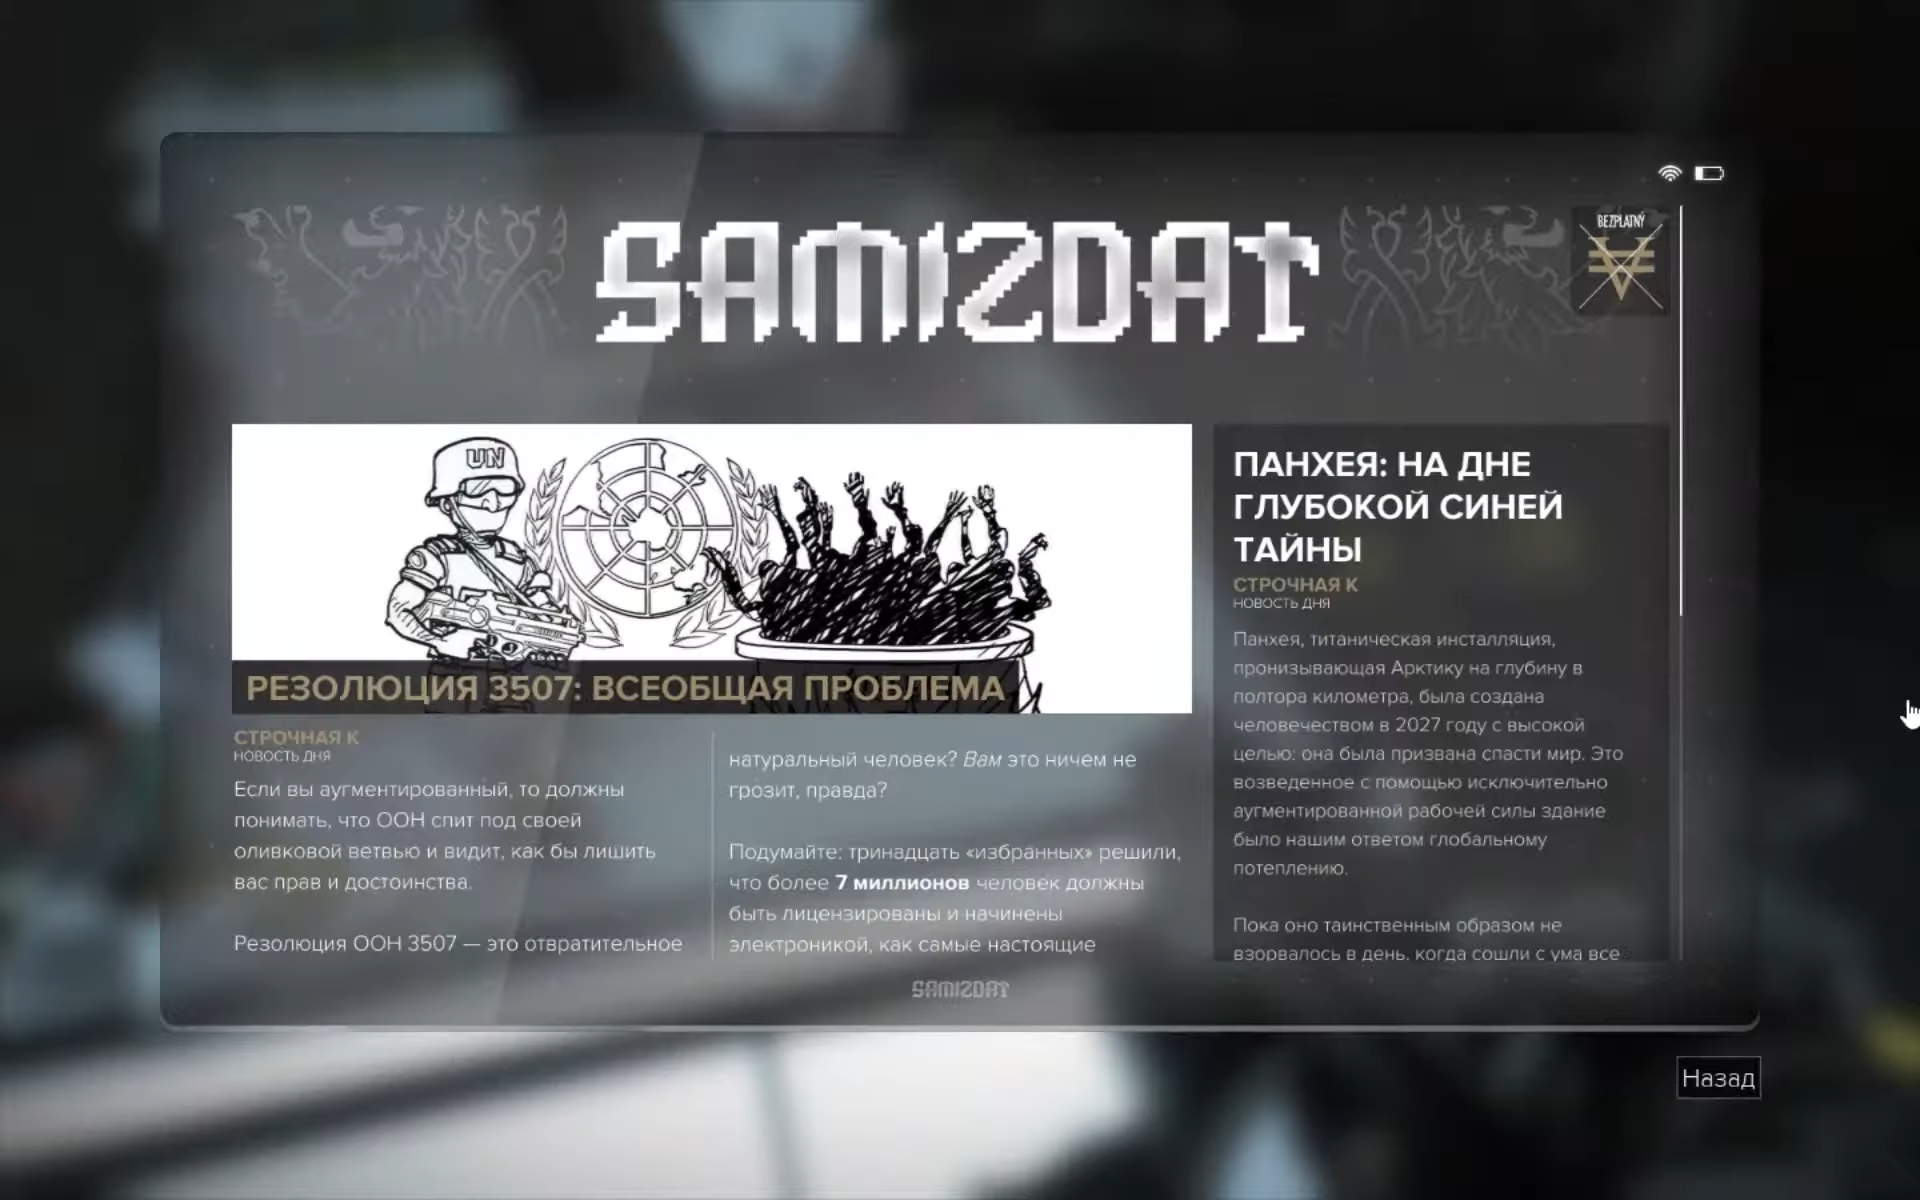 SAMIZDAT
BEZPLATNÝ
UN
РЕЗОЛЮЦИЯ 3507: ВСЕОБЩАЯ ПРОБЛЕМА
СТРОЧНАЯ К
НОВОСТЬ ДНЯ
Если вы аугментированный, то должны
понимать, что ООН спит под своей
оливковой ветвью и видит, как бы лишить
вас прав и достоинства.
Резолюция ООН 3507 — это отвратительное
натуральный человек? Вам это ничем не
грозит, правда?
Подумайте: тринадцать «избранных» решили,
что более 7 миллионов человек должны
быть лицензированы и начинены
электроникой, как самые настоящие
ПАНХЕЯ: НА ДНЕ
ГЛУБОКОЙ СИНЕЙ
ТАЙНЫ
СТРОЧНАЯ К
НОВОСТЬ ДНЯ
Панхея, титаническая инсталляция,
пронизывающая Арктику на глубину в
полтора километра, была создана
человечеством в 2027 году с высокой
целью: она была призвана спасти мир. Это
возведенное с помощью исключительно
аугментированной рабочей силы здание
было нашим ответом глобальному
потеплению.
Пока оно таинственным образом не
взорвалось в день, когда сошли с ума все
SAMIZDAT
Назад